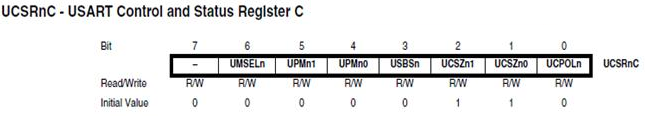 UCSRnC - USART Control and Status Register C
Bit 7 6 5 4 3 2 1 0
– UMSELn UPMn1 UPMn0 USBSn UCSZn1 UCSZn0 UCPOLn UCSRnC
Read/Write R/W R/W R/W R/W R/W R/W R/W R/W
Initial Value 0 0 0 0 0 1 1 0